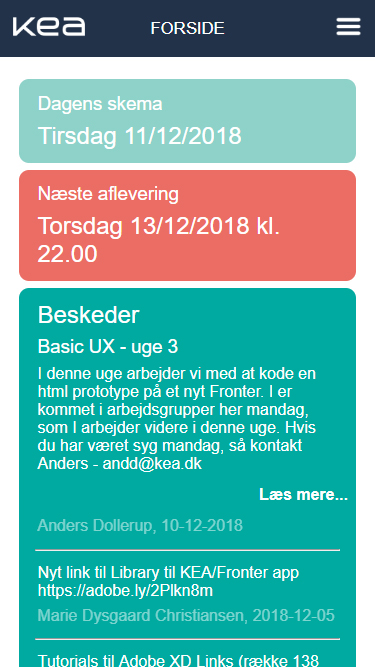 kea
FORSIDE
Dagens skema
Tirsdag 11/12/2018
Næste aflevering
Torsdag 13/12/2018 kl.
22.00
Beskeder
Basic UX - uge 3
I denne uge arbejder vi med at kode en
html prototype på et nyt Fronter. I er
kommet i arbejdsgrupper her mandag,
som I arbejder videre i denne uge. Hvis
du har været syg mandag, så kontakt
Anders - andd@kea.dk
Læs mere...
Anders Dollerup, 10-12-2018
Nyt link til Library til KEA/Fronter app
https://adobe.ly/2Plkn8m
Marie Dysgaard Christiansen, 2018-12-05
Tutorials til Adobe XD Links (række 138